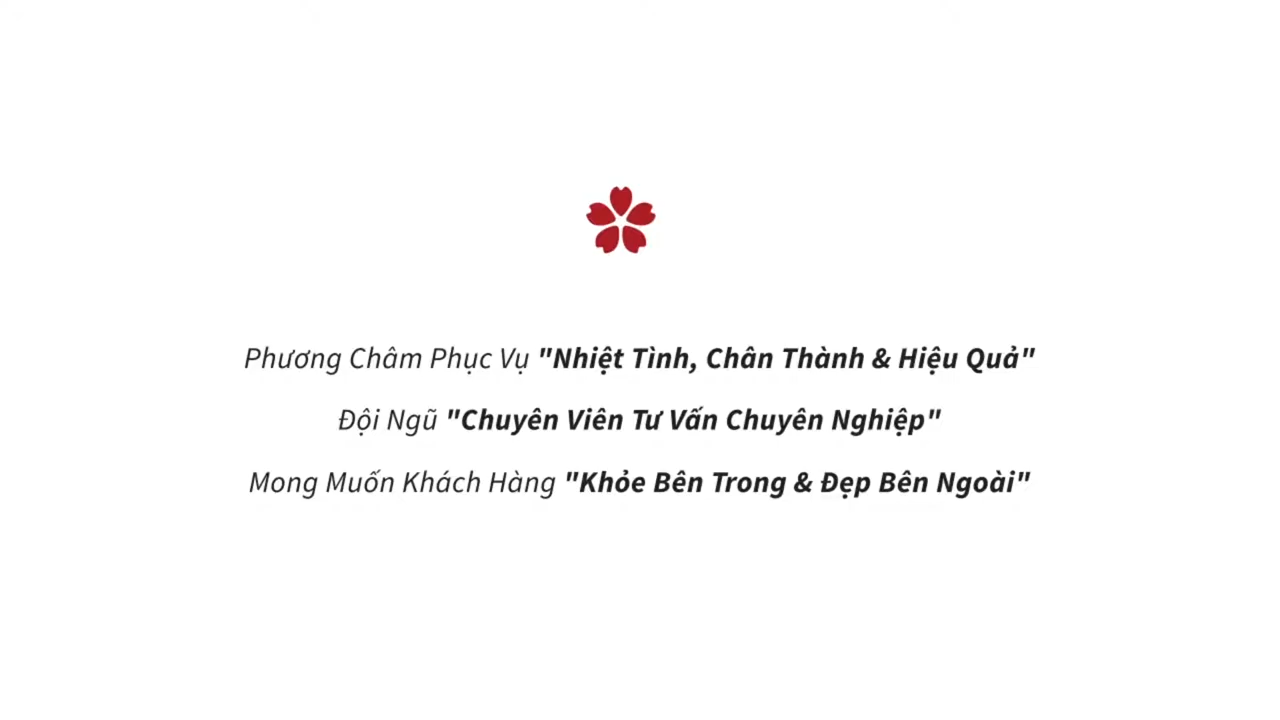 Phương Châm Phục Vụ "Nhiệt Tình, Chân Thành & Hiệu Quả"
Đội Ngũ "Chuyên Viên Tư Vấn Chuyên Nghiệp"
Mong Muốn Khách Hàng "Khỏe Bên Trong & Đẹp Bên Ngoài"